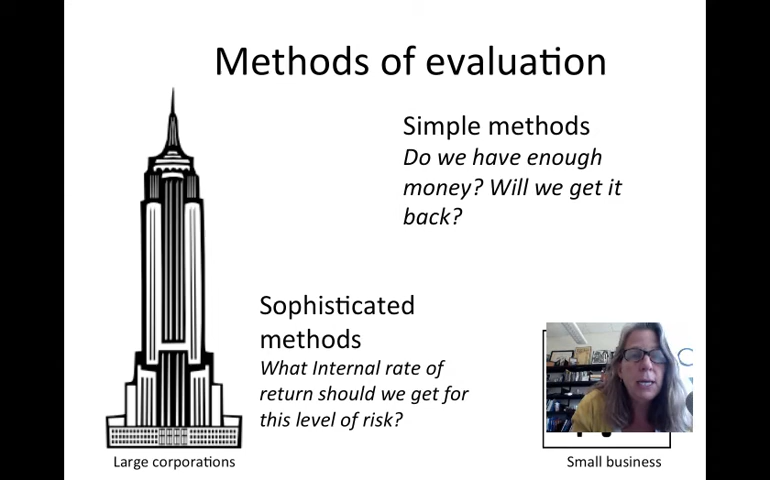 Methods of evaluation
Simple methods
Do we have enough
money? Will we get it
back?
Sophisticated
methods
What Internal rate of
return should we get for
this level of risk?
Large corporations
Small business